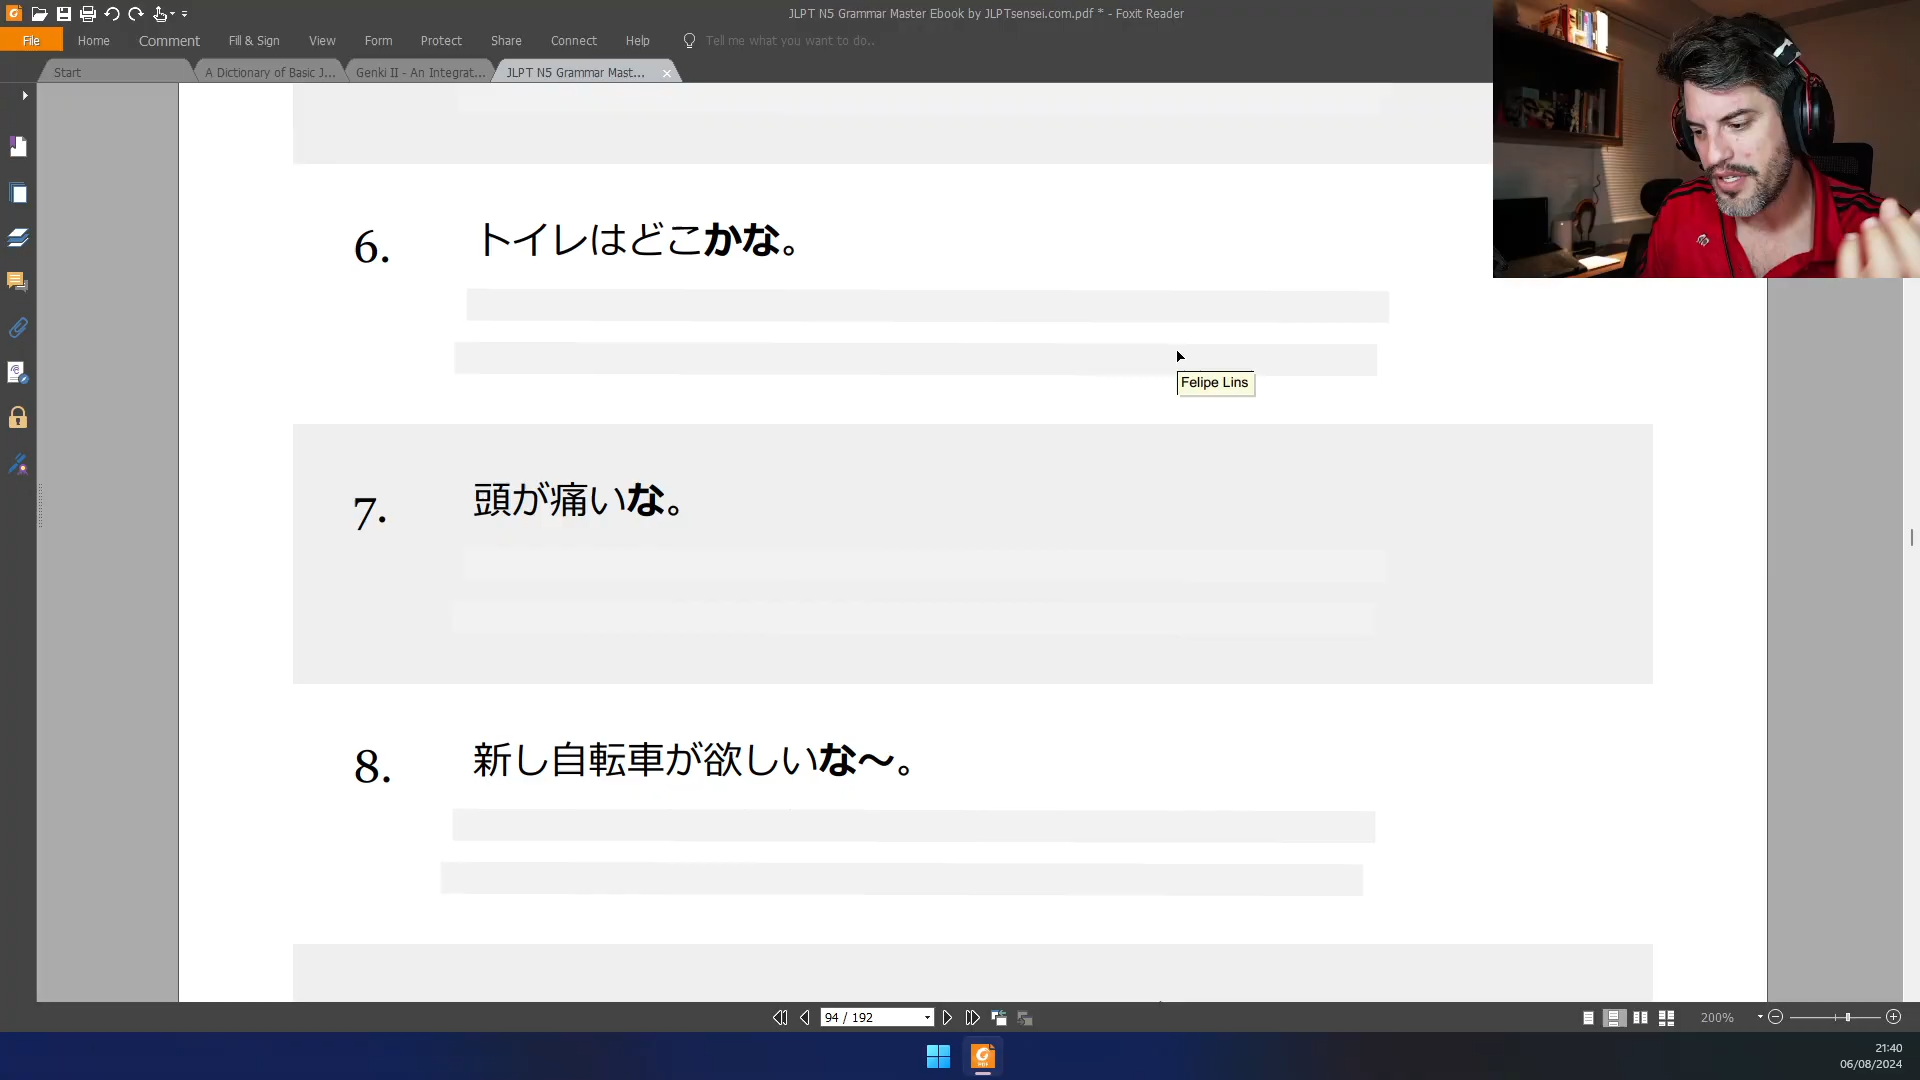 JLPT N5 Grammar Master Ebook by JLPTsensei.com.pdf * - Foxit Reader
File Home Comment Fill & Sign View Form Protect Share Connect Help Tell me what you want to do..
Start A Dictionary of Basic J... Genki II - An Integrat... JLPT N5 Grammar Mast...
6. トイレはどこかな。
Felipe Lins
7. 頭が痛いな。
8. 新し自転車が欲しいな〜。
94 / 192
200%
21:40
06/08/2024